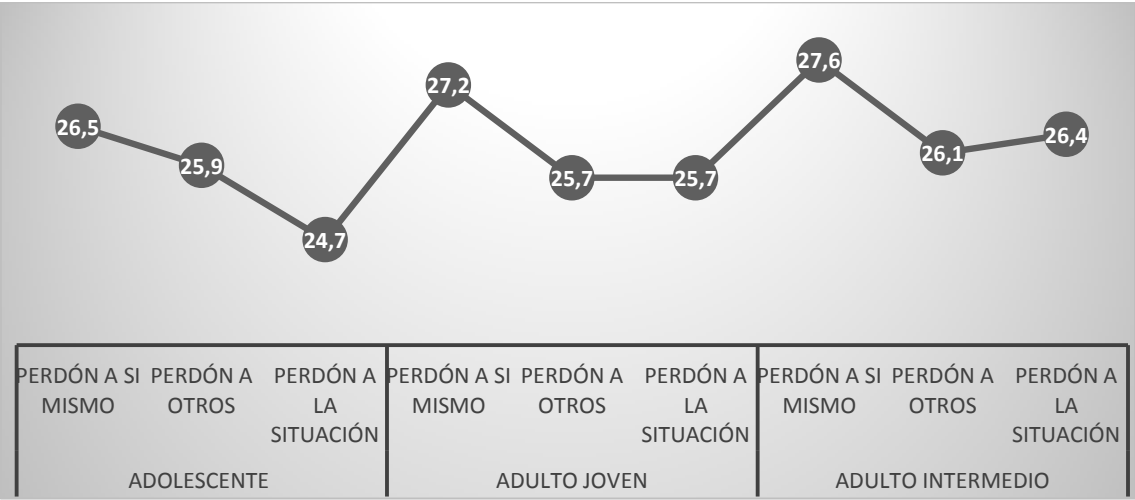 26,5
25,9
24,7
27,2
25,7
25,7
27,6
26,1
26,4
PERDÓN A SI
MISMO
PERDÓN A
OTROS
PERDÓN A
LA
SITUACIÓN
PERDÓN A SI
MISMO
PERDÓN A
OTROS
PERDÓN A
LA
SITUACIÓN
PERDÓN A SI
MISMO
PERDÓN A
OTROS
PERDÓN A
LA
SITUACIÓN
ADOLESCENTE
ADULTO JOVEN
ADULTO INTERMEDIO